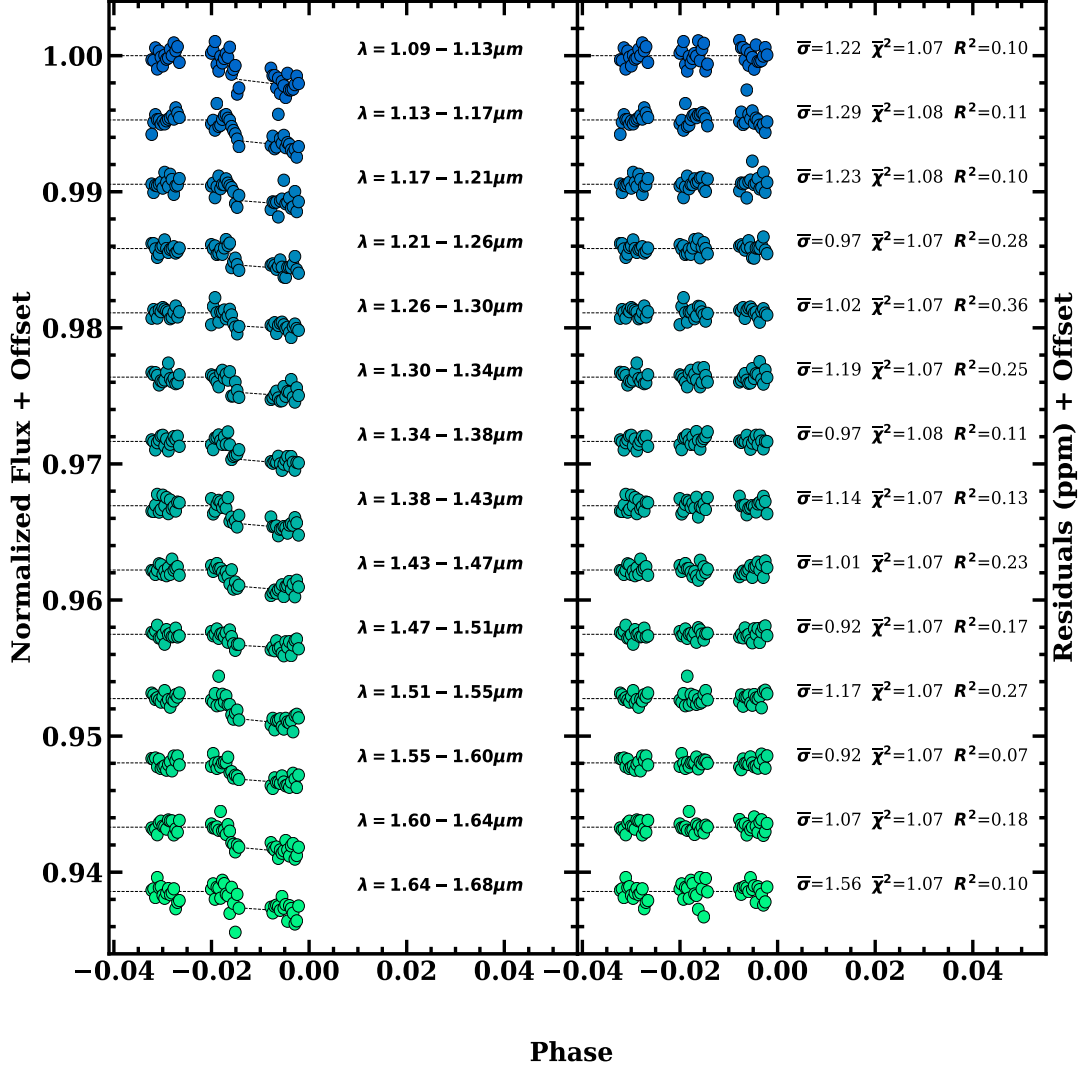 1.00
0.99
0.98
0.97
0.96
0.95
0.94
Normalized Flux + Offset
λ = 1.09 − 1.13μm
λ = 1.13 − 1.17μm
λ = 1.17 − 1.21μm
λ = 1.21 − 1.26μm
λ = 1.26 − 1.30μm
λ = 1.30 − 1.34μm
λ = 1.34 − 1.38μm
λ = 1.38 − 1.43μm
λ = 1.43 − 1.47μm
λ = 1.47 − 1.51μm
λ = 1.51 − 1.55μm
λ = 1.55 − 1.60μm
λ = 1.60 − 1.64μm
λ = 1.64 − 1.68μm
−0.04 −0.02 0.00 0.02 0.04
σ̅=1.22 χ̅²=1.07 R²=0.10
σ̅=1.29 χ̅²=1.08 R²=0.11
σ̅=1.23 χ̅²=1.08 R²=0.10
σ̅=0.97 χ̅²=1.07 R²=0.28
σ̅=1.02 χ̅²=1.07 R²=0.36
σ̅=1.19 χ̅²=1.07 R²=0.25
σ̅=0.97 χ̅²=1.08 R²=0.11
σ̅=1.14 χ̅²=1.07 R²=0.13
σ̅=1.01 χ̅²=1.07 R²=0.23
σ̅=0.92 χ̅²=1.07 R²=0.17
σ̅=1.17 χ̅²=1.07 R²=0.27
σ̅=0.92 χ̅²=1.07 R²=0.07
σ̅=1.07 χ̅²=1.07 R²=0.18
σ̅=1.56 χ̅²=1.07 R²=0.10
−0.04 −0.02 0.00 0.02 0.04
Residuals (ppm) + Offset
Phase